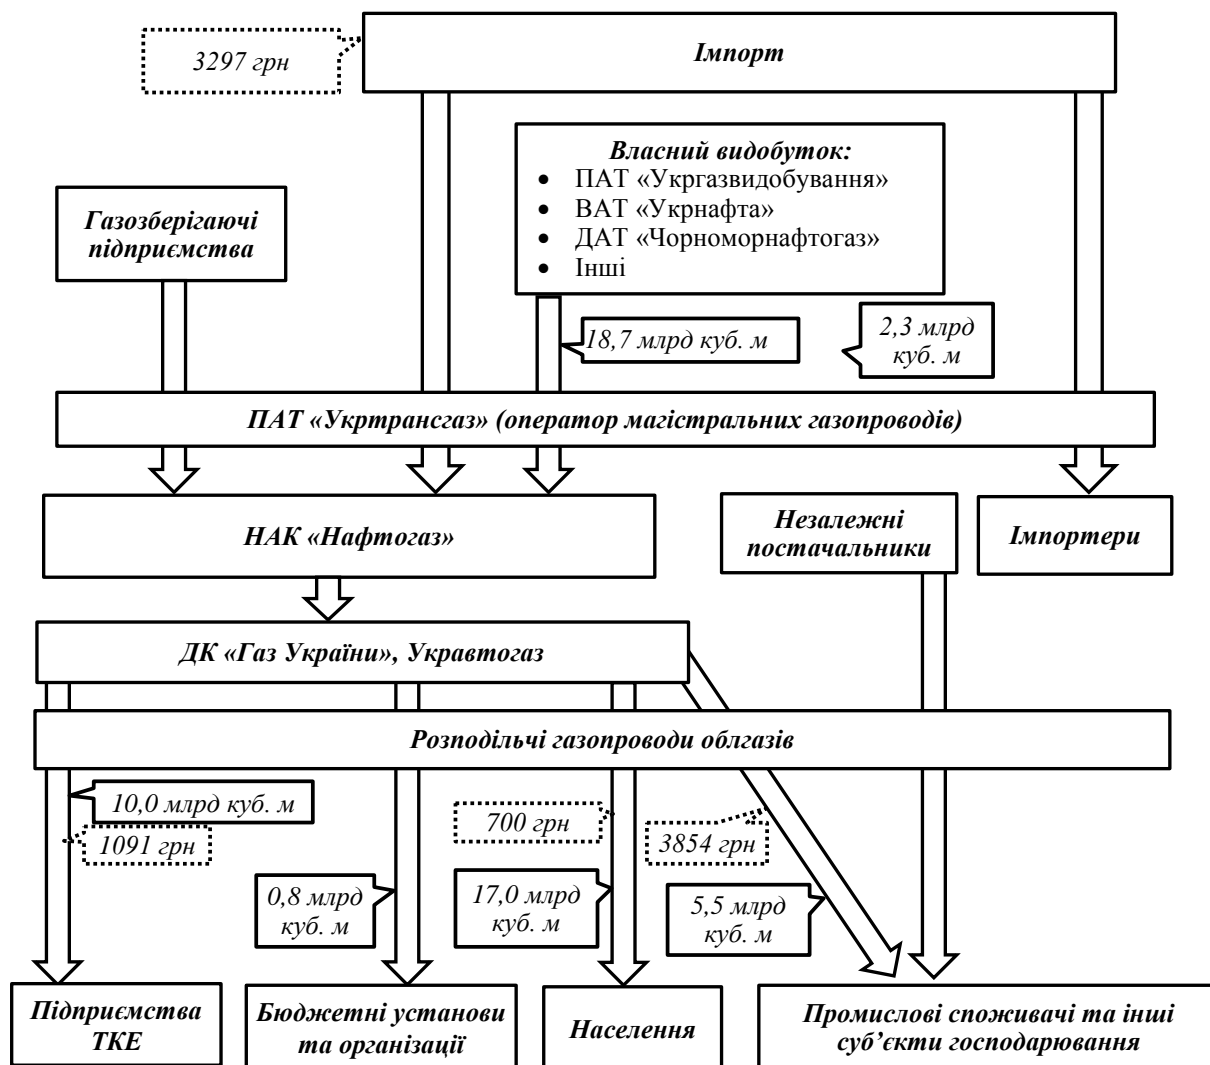 3297 грн
Імпорт
Власний видобуток:
• ПАТ «Укргазвидобування»
• ВАТ «Укрнафта»
• ДАТ «Чорноморнафтогаз»
• Інші
Газозберігаючі
підприємства
18,7 млрд куб. м
2,3 млрд
куб. м
ПАТ «Укртрансгаз» (оператор магістральних газопроводів)
НАК «Нафтогаз»
Незалежні
постачальники
Імпортери
ДК «Газ України», Укравтогаз
Розподільчі газопроводи облгазів
10,0 млрд куб. м
1091 грн
700 грн
3854 грн
0,8 млрд
куб. м
17,0 млрд
куб. м
5,5 млрд
куб. м
Підприємства
ТКЕ
Бюджетні установи
та організації
Населення
Промислові споживачі та інші
суб’єкти господарювання